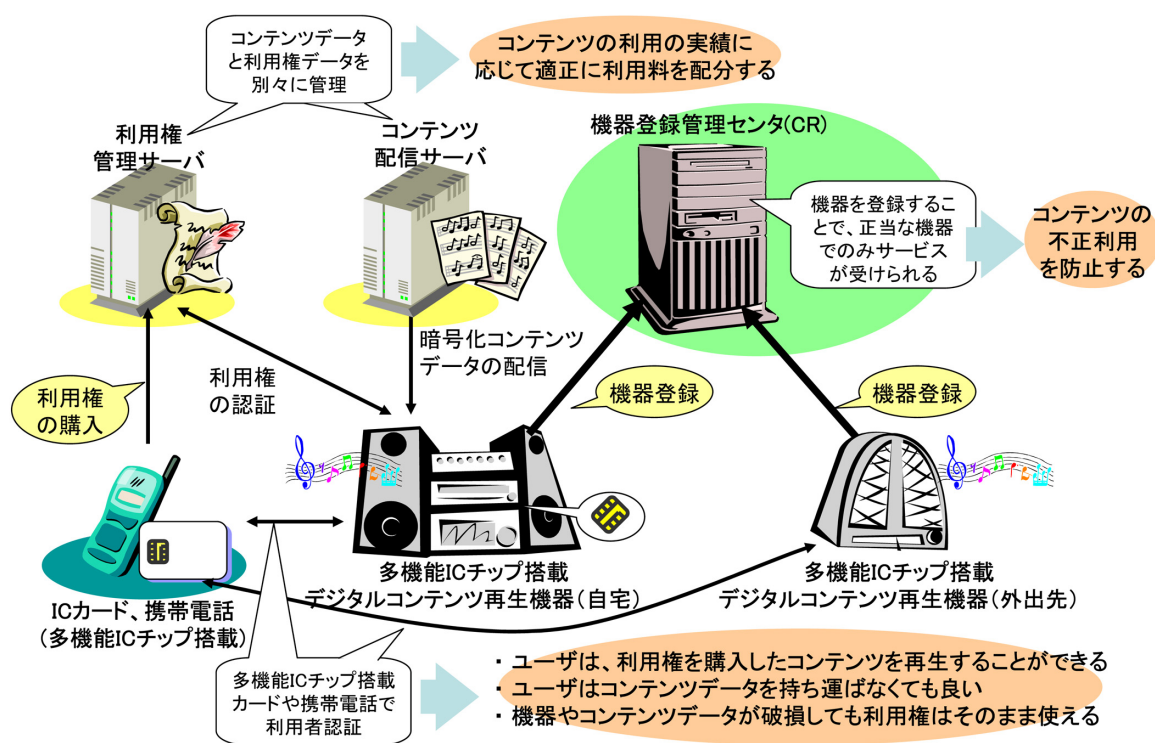 コンテンツデータ
と利用権データを
別々に管理
コンテンツの利用の実績に
応じて適正に利用料を配分する
利用権
管理サーバ
コンテンツ
配信サーバ
機器登録管理センタ(CR)
機器を登録するこ
とで、正当な機器
でのみサービス
が受けられる
コンテンツの
不正利用
を防止する
暗号化コンテンツ
データの配信
利用権
の認証
利用権
の購入
機器登録
機器登録
多機能ICチップ搭載
デジタルコンテンツ再生機器(自宅)
多機能ICチップ搭載
デジタルコンテンツ再生機器(外出先)
ICカード、携帯電話
(多機能ICチップ搭載)
多機能ICチップ搭載
カードや携帯電話で
利用者認証
・ ユーザは、利用権を購入したコンテンツを再生することができる
・ ユーザはコンテンツデータを持ち運ばなくても良い
・ 機器やコンテンツデータが破損しても利用権はそのまま使える